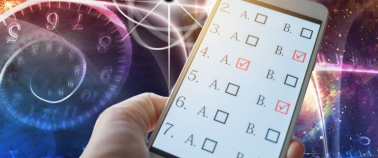 2. A. ☐ B. ☐
3. A. ☐ B. ☑
4. A. ☑ B. ☐
5. A. ☐ B. ☑
6. A. ☐ B. ☐
7. A. ☐ B.